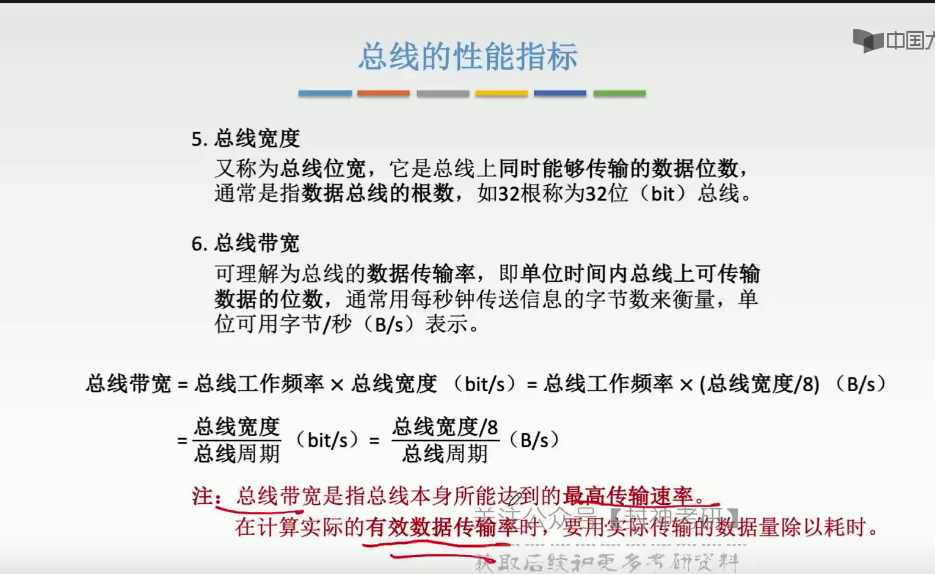 中国大
总线的性能指标
5. 总线宽度
又称为总线位宽，它是总线上同时能够传输的数据位数，
通常是指数据总线的根数，如32根称为32位（bit）总线。
6. 总线带宽
可理解为总线的数据传输率，即单位时间内总线上可传输
数据的位数，通常用每秒钟传送信息的字节数来衡量，单
位可用字节/秒（B/s）表示。
总线带宽 = 总线工作频率 × 总线宽度 （bit/s）= 总线工作频率 × (总线宽度/8) （B/s）
= 总线宽度/总线周期 （bit/s）= 总线宽度/8/总线周期 （B/s）
注：总线带宽是指总线本身所能达到的最高传输速率。
关注公众号【封神考研】
在计算实际的有效数据传输率时，要用实际传输的数据量除以耗时。
获取后续和更多考研资料